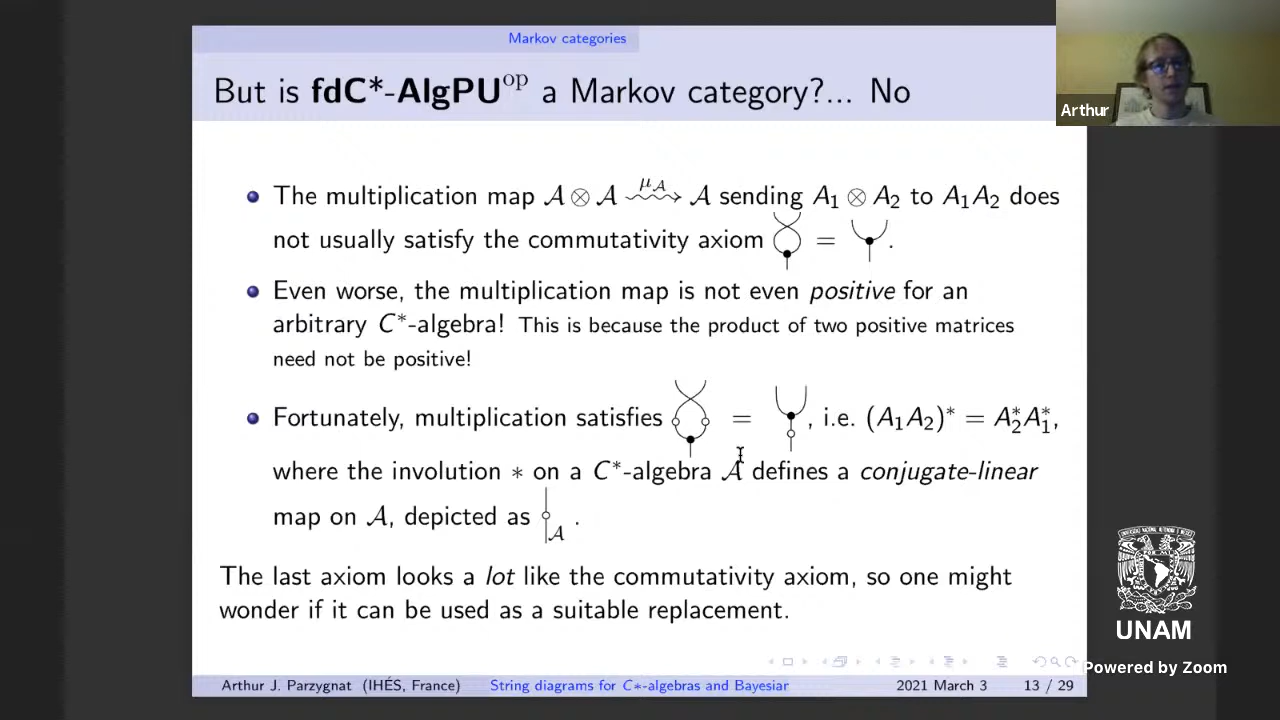 Markov categories
But is fdC*-AlgPU^op a Markov category?... No
Arthur
The multiplication map 𝒜 ⊗ 𝒜 ⇝^{μ_𝒜} 𝒜 sending A₁ ⊗ A₂ to A₁A₂ does
not usually satisfy the commutativity axiom = .
Even worse, the multiplication map is not even positive for an
arbitrary C*-algebra! This is because the product of two positive matrices
need not be positive!
Fortunately, multiplication satisfies = , i.e. (A₁A₂)* = A₂*A₁*,
where the involution * on a C*-algebra 𝒜 defines a conjugate-linear
map on 𝒜, depicted as 𝒜 .
The last axiom looks a lot like the commutativity axiom, so one might
wonder if it can be used as a suitable replacement.
UNAM
Powered by Zoom
Arthur J. Parzygnat (IHÉS, France) String diagrams for C*-algebras and Bayesiar 2021 March 3 13 / 29